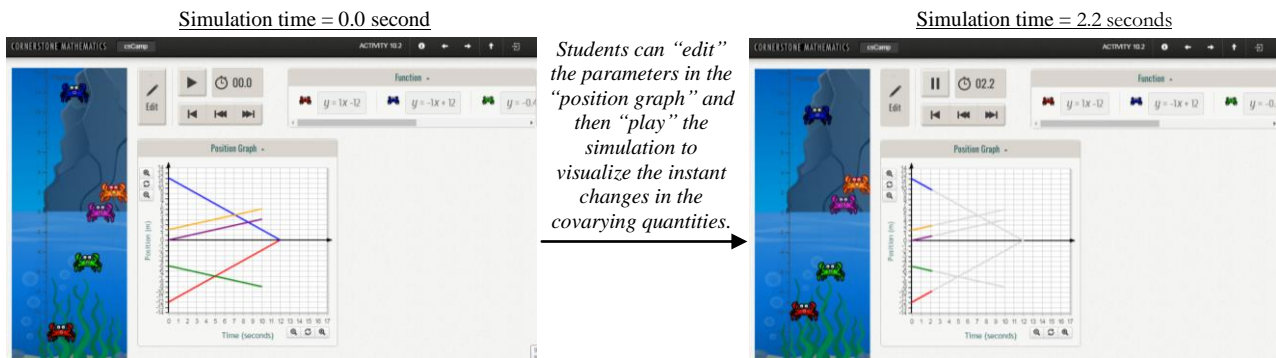 Simulation time = 0.0 second
CORNERSTONE MATHEMATICS
csCamp
ACTIVITY 10.2
Edit
00.0
Function
y = 1x -12
y = -1x + 12
y = -0.4
Position Graph
Position (m)
0 1 2 3 4 5 6 7 8 9 10 11 12 13 14 15 16 17
Time (seconds)
Students can “edit”
the parameters in the
“position graph” and
then “play” the
simulation to
visualize the instant
changes in the
covarying quantities.
Simulation time = 2.2 seconds
CORNERSTONE MATHEMATICS
csCamp
ACTIVITY 10.2
Edit
02.2
Function
y = 1x -12
y = -1x + 12
y = -0.
Position Graph
Position (m)
0 1 2 3 4 5 6 7 8 9 10 11 12 13 14 15 16 17
Time (seconds)